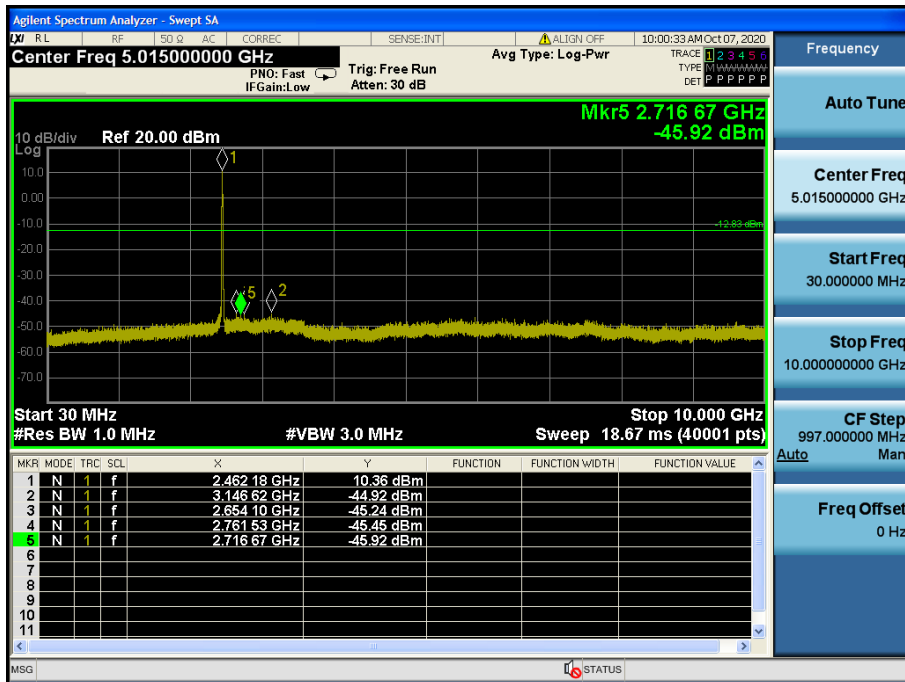 Agilent Spectrum Analyzer - Swept SA
LXI RL RF 50 Ω AC CORREC SENSE:INT ALIGN OFF 10:00:33 AM Oct 07, 2020
Center Freq 5.015000000 GHz Avg Type: Log-Pwr TRACE 1 2 3 4 5 6
PNO: Fast Trig: Free Run TYPE M WWWWW
IFGain:Low Atten: 30 dB DET P P P P P P
Mkr5 2.716 67 GHz
-45.92 dBm
10 dB/div Ref 20.00 dBm
Log
1
10.0
0.00
-10.0
-12.83 dBm
-20.0
-30.0
5 2
-40.0
-50.0
-60.0
-70.0
Start 30 MHz Stop 10.000 GHz
#Res BW 1.0 MHz #VBW 3.0 MHz Sweep 18.67 ms (40001 pts)
MKR MODE TRC SCL X Y FUNCTION FUNCTION WIDTH FUNCTION VALUE
1 N 1 f 2.462 18 GHz 10.36 dBm
2 N 1 f 3.146 62 GHz -44.92 dBm
3 N 1 f 2.654 10 GHz -45.24 dBm
4 N 1 f 2.761 53 GHz -45.45 dBm
5 N 1 f 2.716 67 GHz -45.92 dBm
6
7
8
9
10
11
MSG STATUS
Frequency
Auto Tune
Center Freq
5.015000000 GHz
Start Freq
30.000000 MHz
Stop Freq
10.000000000 GHz
CF Step
997.000000 MHz
Auto Man
Freq Offset
0 Hz